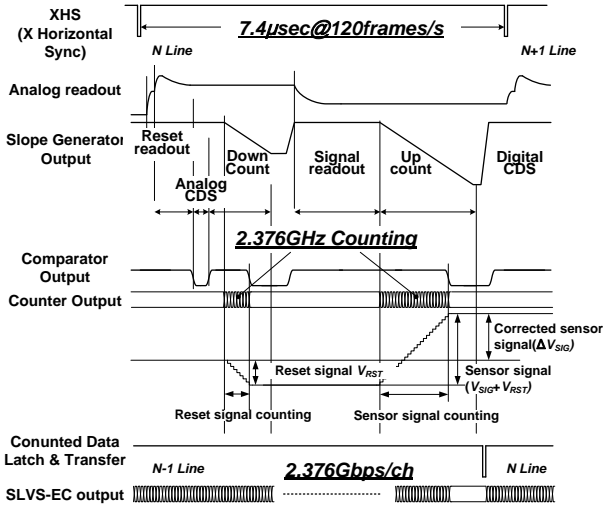 XHS
(X Horizontal
Sync)
7.4µsec@120frames/s
N Line
N+1 Line
Analog readout
Slope Generator
Output
Reset
readout
Down
Count
Signal
readout
Up
count
Digital
CDS
Analog
CDS
2.376GHz Counting
Comparator
Output
Counter Output
Corrected sensor
signal(ΔVSIG)
Reset signal VRST
Sensor signal
(VSIG+VRST)
Reset signal counting
Sensor signal counting
Conunted Data
Latch & Transfer
N-1 Line
2.376Gbps/ch
N Line
SLVS-EC output